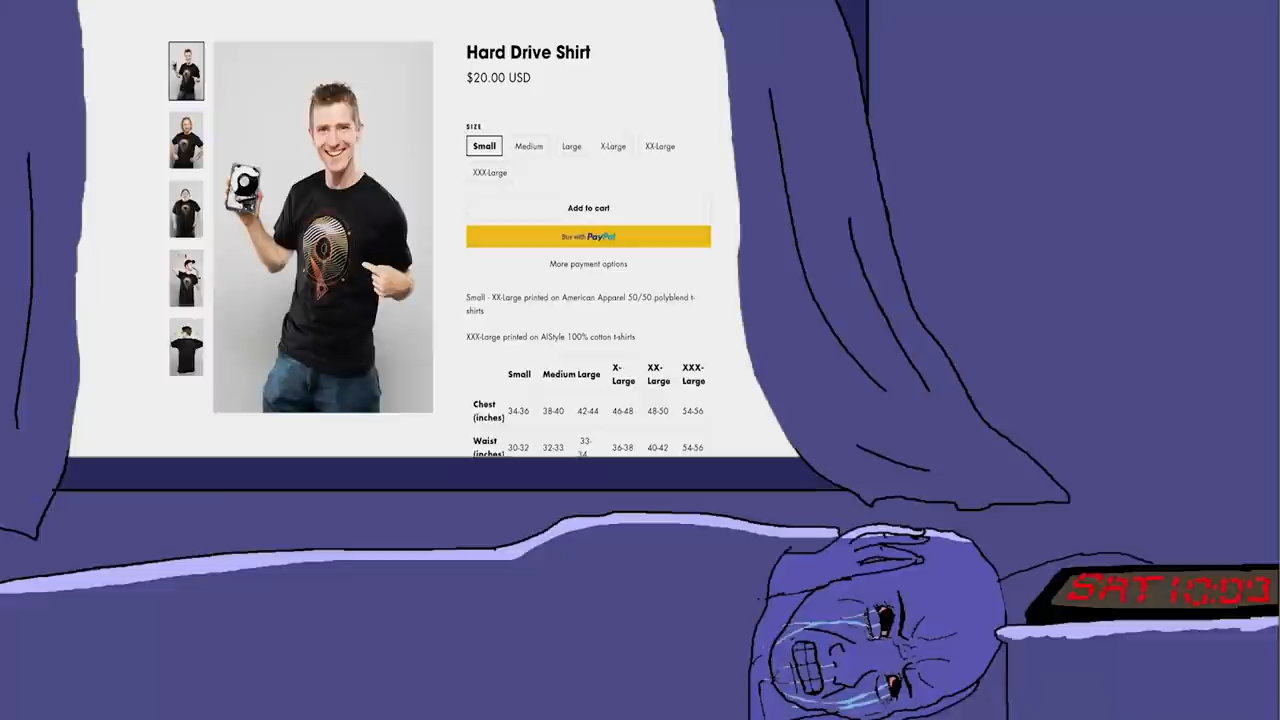 Hard Drive Shirt
$20.00 USD
SIZE
Small Medium Large X-Large XX-Large
XXX-Large
Add to cart
Buy with PayPal
More payment options
Small - XX-Large printed on American Apparel 50/50 polyblend t-
shirts
XXX-Large printed on AlStyle 100% cotton t-shirts
Small Medium Large X-Large XX-Large XXX-Large
Chest (inches) 34-36 38-40 42-44 46-48 48-50 54-56
Waist (inches) 30-32 32-33 33-34 36-38 40-42 54-56
SAT 10:03